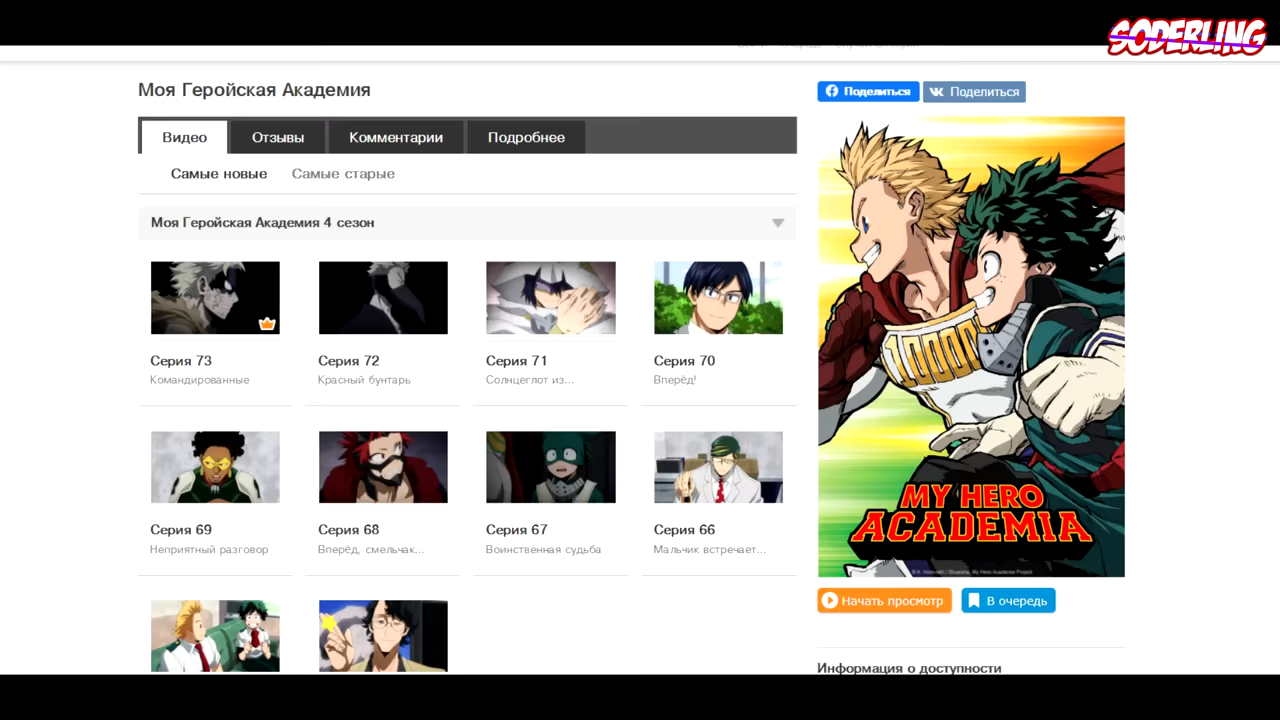 SODERLING
Моя Геройская Академия
Поделиться
Поделиться
Видео
Отзывы
Комментарии
Подробнее
Самые новые
Самые старые
Моя Геройская Академия 4 сезон
Серия 73
Командированные
Серия 72
Красный бунтарь
Серия 71
Солнцеглот из...
Серия 70
Вперёд!
Серия 69
Неприятный разговор
Серия 68
Вперёд, смельчак...
Серия 67
Воинственная судьба
Серия 66
Мальчик встречает...
1000000
MY HERO
ACADEMIA
Начать просмотр
В очередь
Информация о доступности